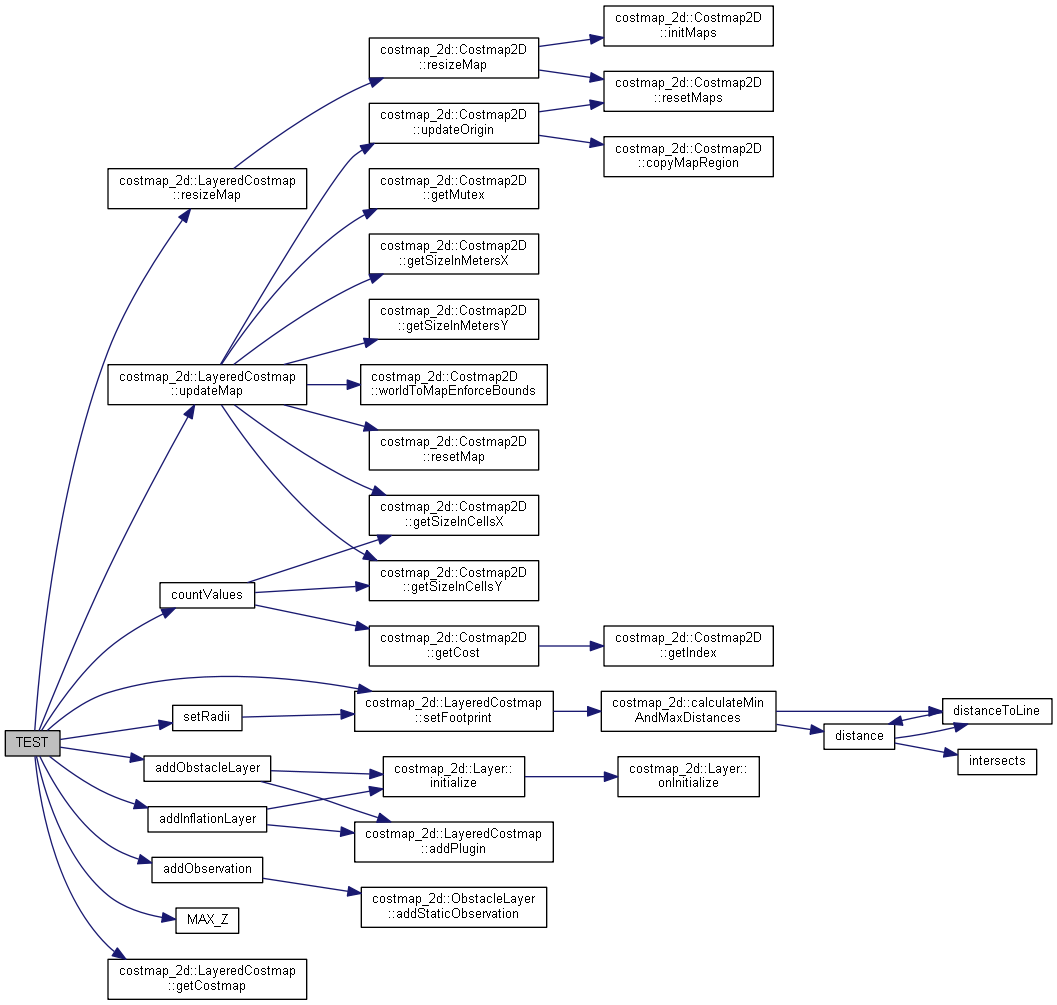 costmap_2d::Costmap2D
::initMaps
costmap_2d::Costmap2D
::resizeMap
costmap_2d::Costmap2D
::resetMaps
costmap_2d::Costmap2D
::updateOrigin
costmap_2d::Costmap2D
::copyMapRegion
costmap_2d::LayeredCostmap
::resizeMap
costmap_2d::Costmap2D
::getMutex
costmap_2d::Costmap2D
::getSizeInMetersX
costmap_2d::Costmap2D
::getSizeInMetersY
costmap_2d::LayeredCostmap
::updateMap
costmap_2d::Costmap2D
::worldToMapEnforceBounds
costmap_2d::Costmap2D
::resetMap
costmap_2d::Costmap2D
::getSizeInCellsX
costmap_2d::Costmap2D
::getSizeInCellsY
countValues
costmap_2d::Costmap2D
::getCost
costmap_2d::Costmap2D
::getIndex
costmap_2d::LayeredCostmap
::setFootprint
costmap_2d::calculateMin
AndMaxDistances
distanceToLine
setRadii
distance
TEST
intersects
addObstacleLayer
costmap_2d::Layer::
initialize
costmap_2d::Layer::
onInitialize
addInflationLayer
costmap_2d::LayeredCostmap
::addPlugin
addObservation
costmap_2d::ObstacleLayer
::addStaticObservation
MAX_Z
costmap_2d::LayeredCostmap
::getCostmap